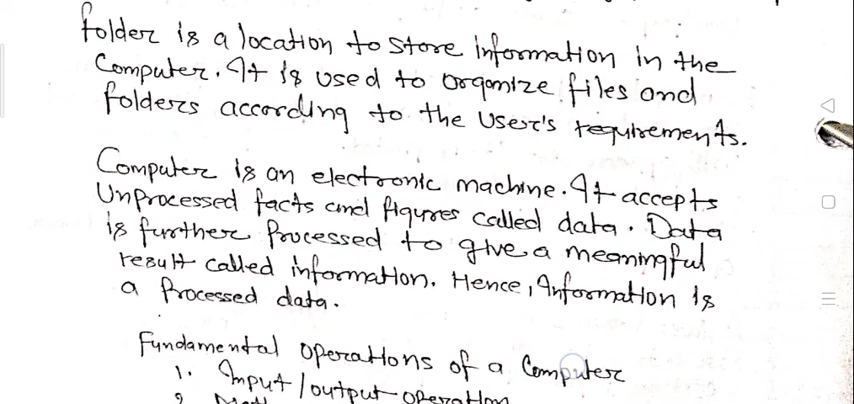 folder is a location to store information in the
Computer. It is used to organize files and
folders according to the user's requirements.
Computer is an electronic machine. It accepts
Unprocessed facts and figures called data. Data
is further processed to give a meaningful
result called information. Hence, Information is
a Processed data.
Fundamental operations of a Computer
1. Input/output operation
2.